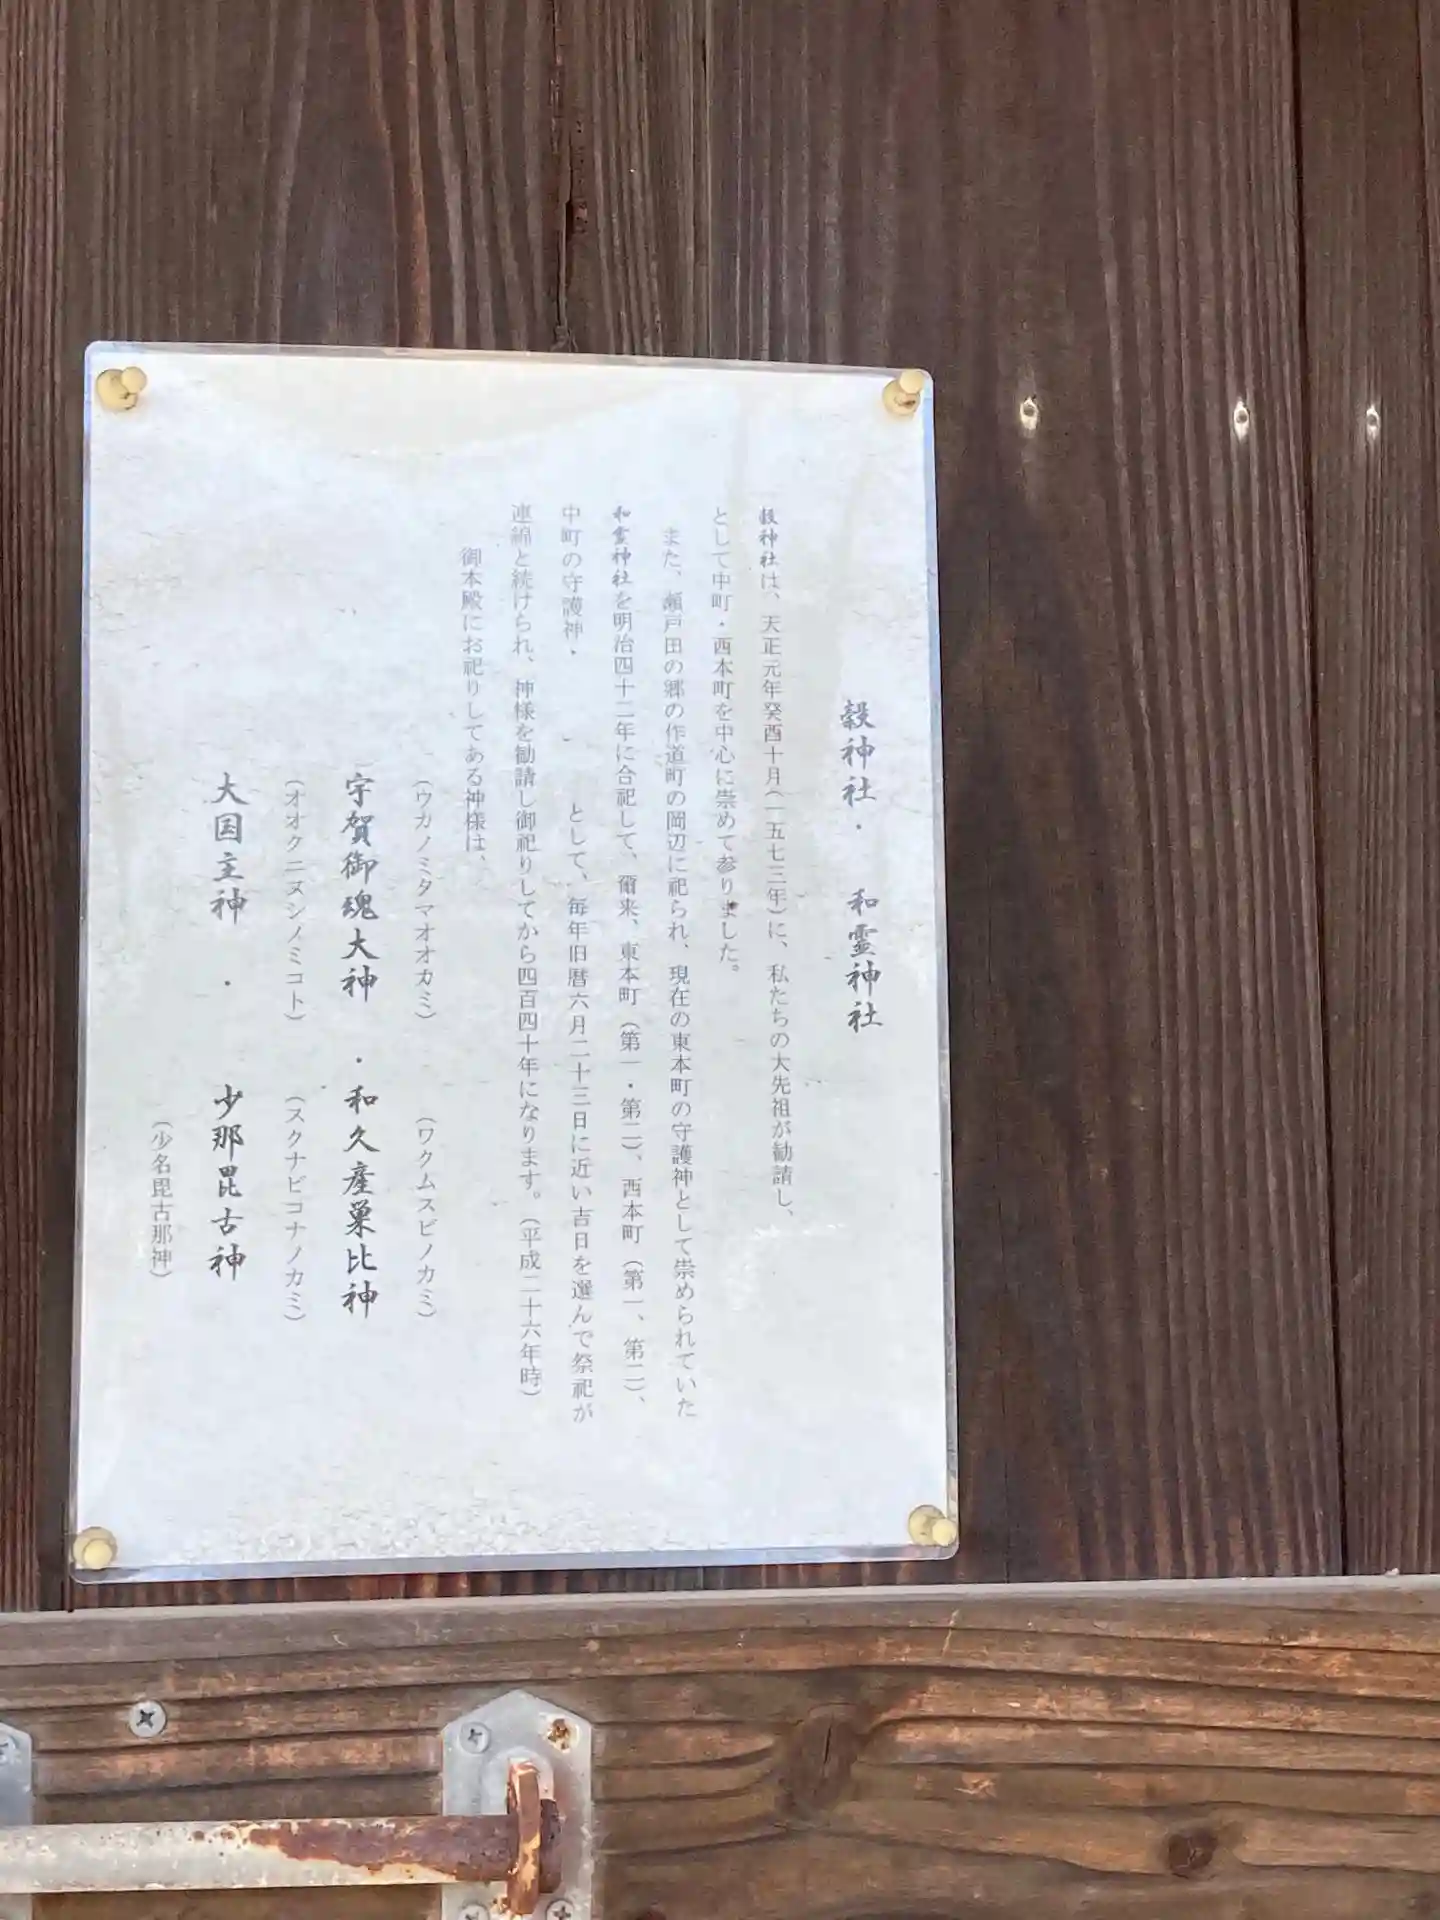 穀神社・ 和霊神社
穀神社は、天正元年癸酉十月(一五七三年)に、私たちの大先祖が勧請し、
として中町・西本町を中心に崇めて参りました。
また、瀬戸田の郷の作道町の岡辺に祀られ、現在の東本町の守護神として崇められていた
和霊神社を明治四十二年に合祀して、爾来、東本町(第一・第二)、西本町(第一、第二)、
中町の守護神・ として、毎年旧暦六月二十三日に近い吉日を選んで祭祀が
連綿と続けられ、神様を勧請し御祀りしてから四百四十年になります。(平成二十六年時)
御本殿にお祀りしてある神様は、
(ウカノミタマオオカミ) (ワクムスビノカミ)
宇賀御魂大神 ・和久産巣比神
(オオクニヌシノミコト) (スクナビコナノカミ)
大国主神 ・ 少那毘古神
(少名毘古那神)